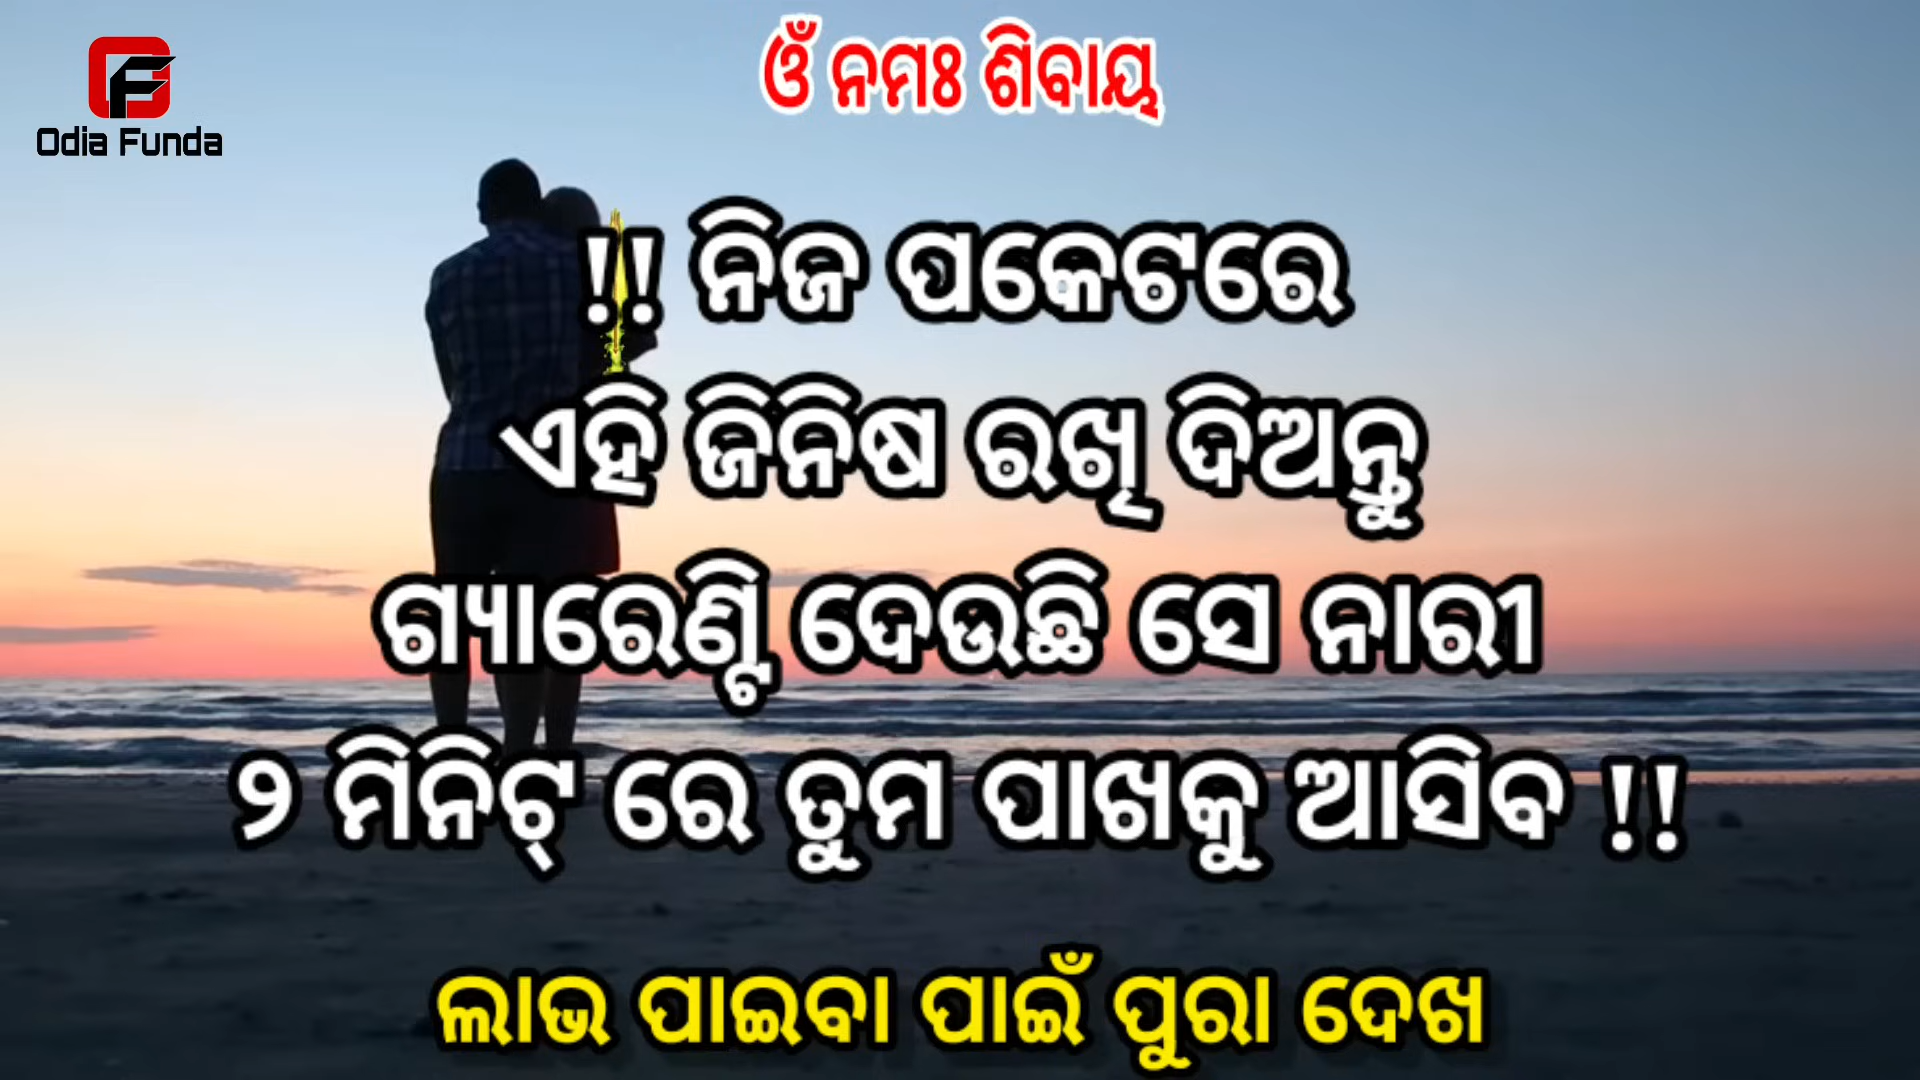 ଓଁ ନମଃ ଶିବାୟ
Odia Funda
!! ନିଜ ପକେଟରେ
ଏହି ଜିନିଷ ରଖି ଦିଅନ୍ତୁ
ଗ୍ୟାରେଣ୍ଟି ଦେଉଛି ସେ ନାରୀ
୨ ମିନିଟ୍ ରେ ତୁମ ପାଖକୁ ଆସିବ !!
ଲାଭ ପାଇବା ପାଇଁ ପୁରା ଦେଖ